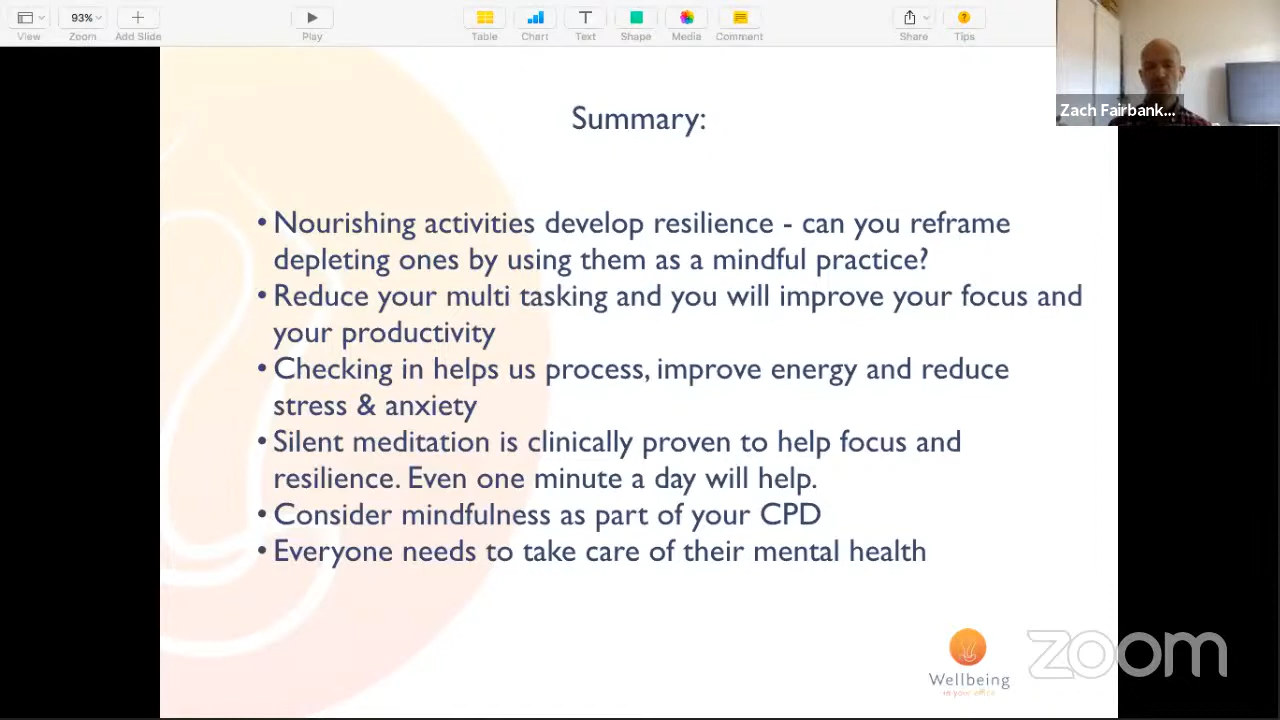 93%
View
Zoom
Add Slide
Play
Table
Chart
Text
Shape
Media
Comment
Share
Tips
Zach Fairbank...
Summary:
• Nourishing activities develop resilience - can you reframe
depleting ones by using them as a mindful practice?
• Reduce your multi tasking and you will improve your focus and
your productivity
• Checking in helps us process, improve energy and reduce
stress & anxiety
• Silent meditation is clinically proven to help focus and
resilience. Even one minute a day will help.
• Consider mindfulness as part of your CPD
• Everyone needs to take care of their mental health
Wellbeing
in your office
zoom